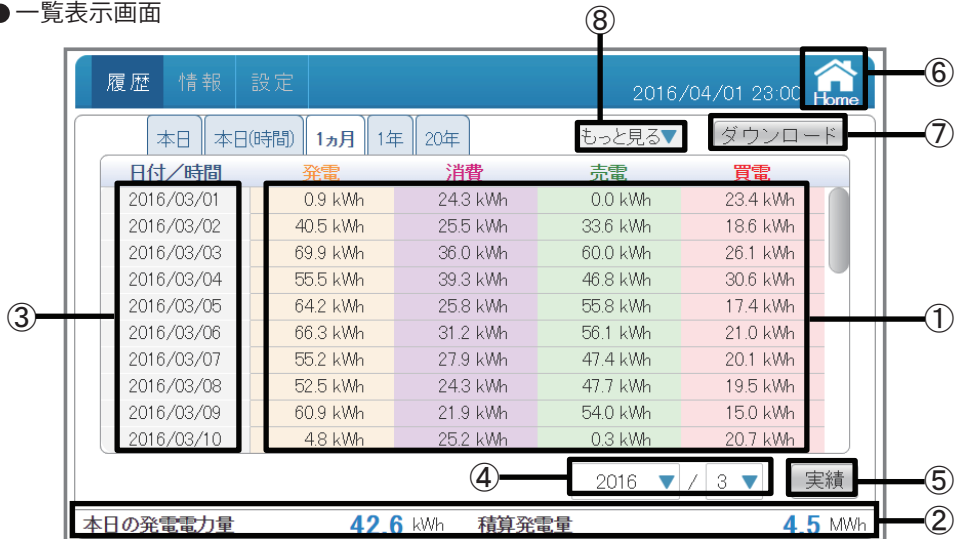 ● 一覧表示画面
⑧
履歴 情報 設定 2016/04/01 23:00 Home ⑥
本日 本日(時間) 1ヵ月 1年 20年 もっと見る▼ ダウンロード ⑦
日付／時間 発電 消費 売電 買電
2016/03/01 0.9 kWh 24.3 kWh 0.0 kWh 23.4 kWh
2016/03/02 40.5 kWh 25.5 kWh 33.6 kWh 18.6 kWh
2016/03/03 69.9 kWh 36.0 kWh 60.0 kWh 26.1 kWh
2016/03/04 55.5 kWh 39.3 kWh 46.8 kWh 30.6 kWh
③ 2016/03/05 64.2 kWh 25.8 kWh 55.8 kWh 17.4 kWh ①
2016/03/06 66.3 kWh 31.2 kWh 56.1 kWh 21.0 kWh
2016/03/07 55.2 kWh 27.9 kWh 47.4 kWh 20.1 kWh
2016/03/08 52.5 kWh 24.3 kWh 47.7 kWh 19.5 kWh
2016/03/09 60.9 kWh 21.9 kWh 54.0 kWh 15.0 kWh
2016/03/10 4.8 kWh 25.2 kWh 0.3 kWh 20.7 kWh
④ 2016 ▼ / 3 ▼ 実績 ⑤
本日の発電電力量 42.6 kWh 積算発電量 4.5 MWh ②